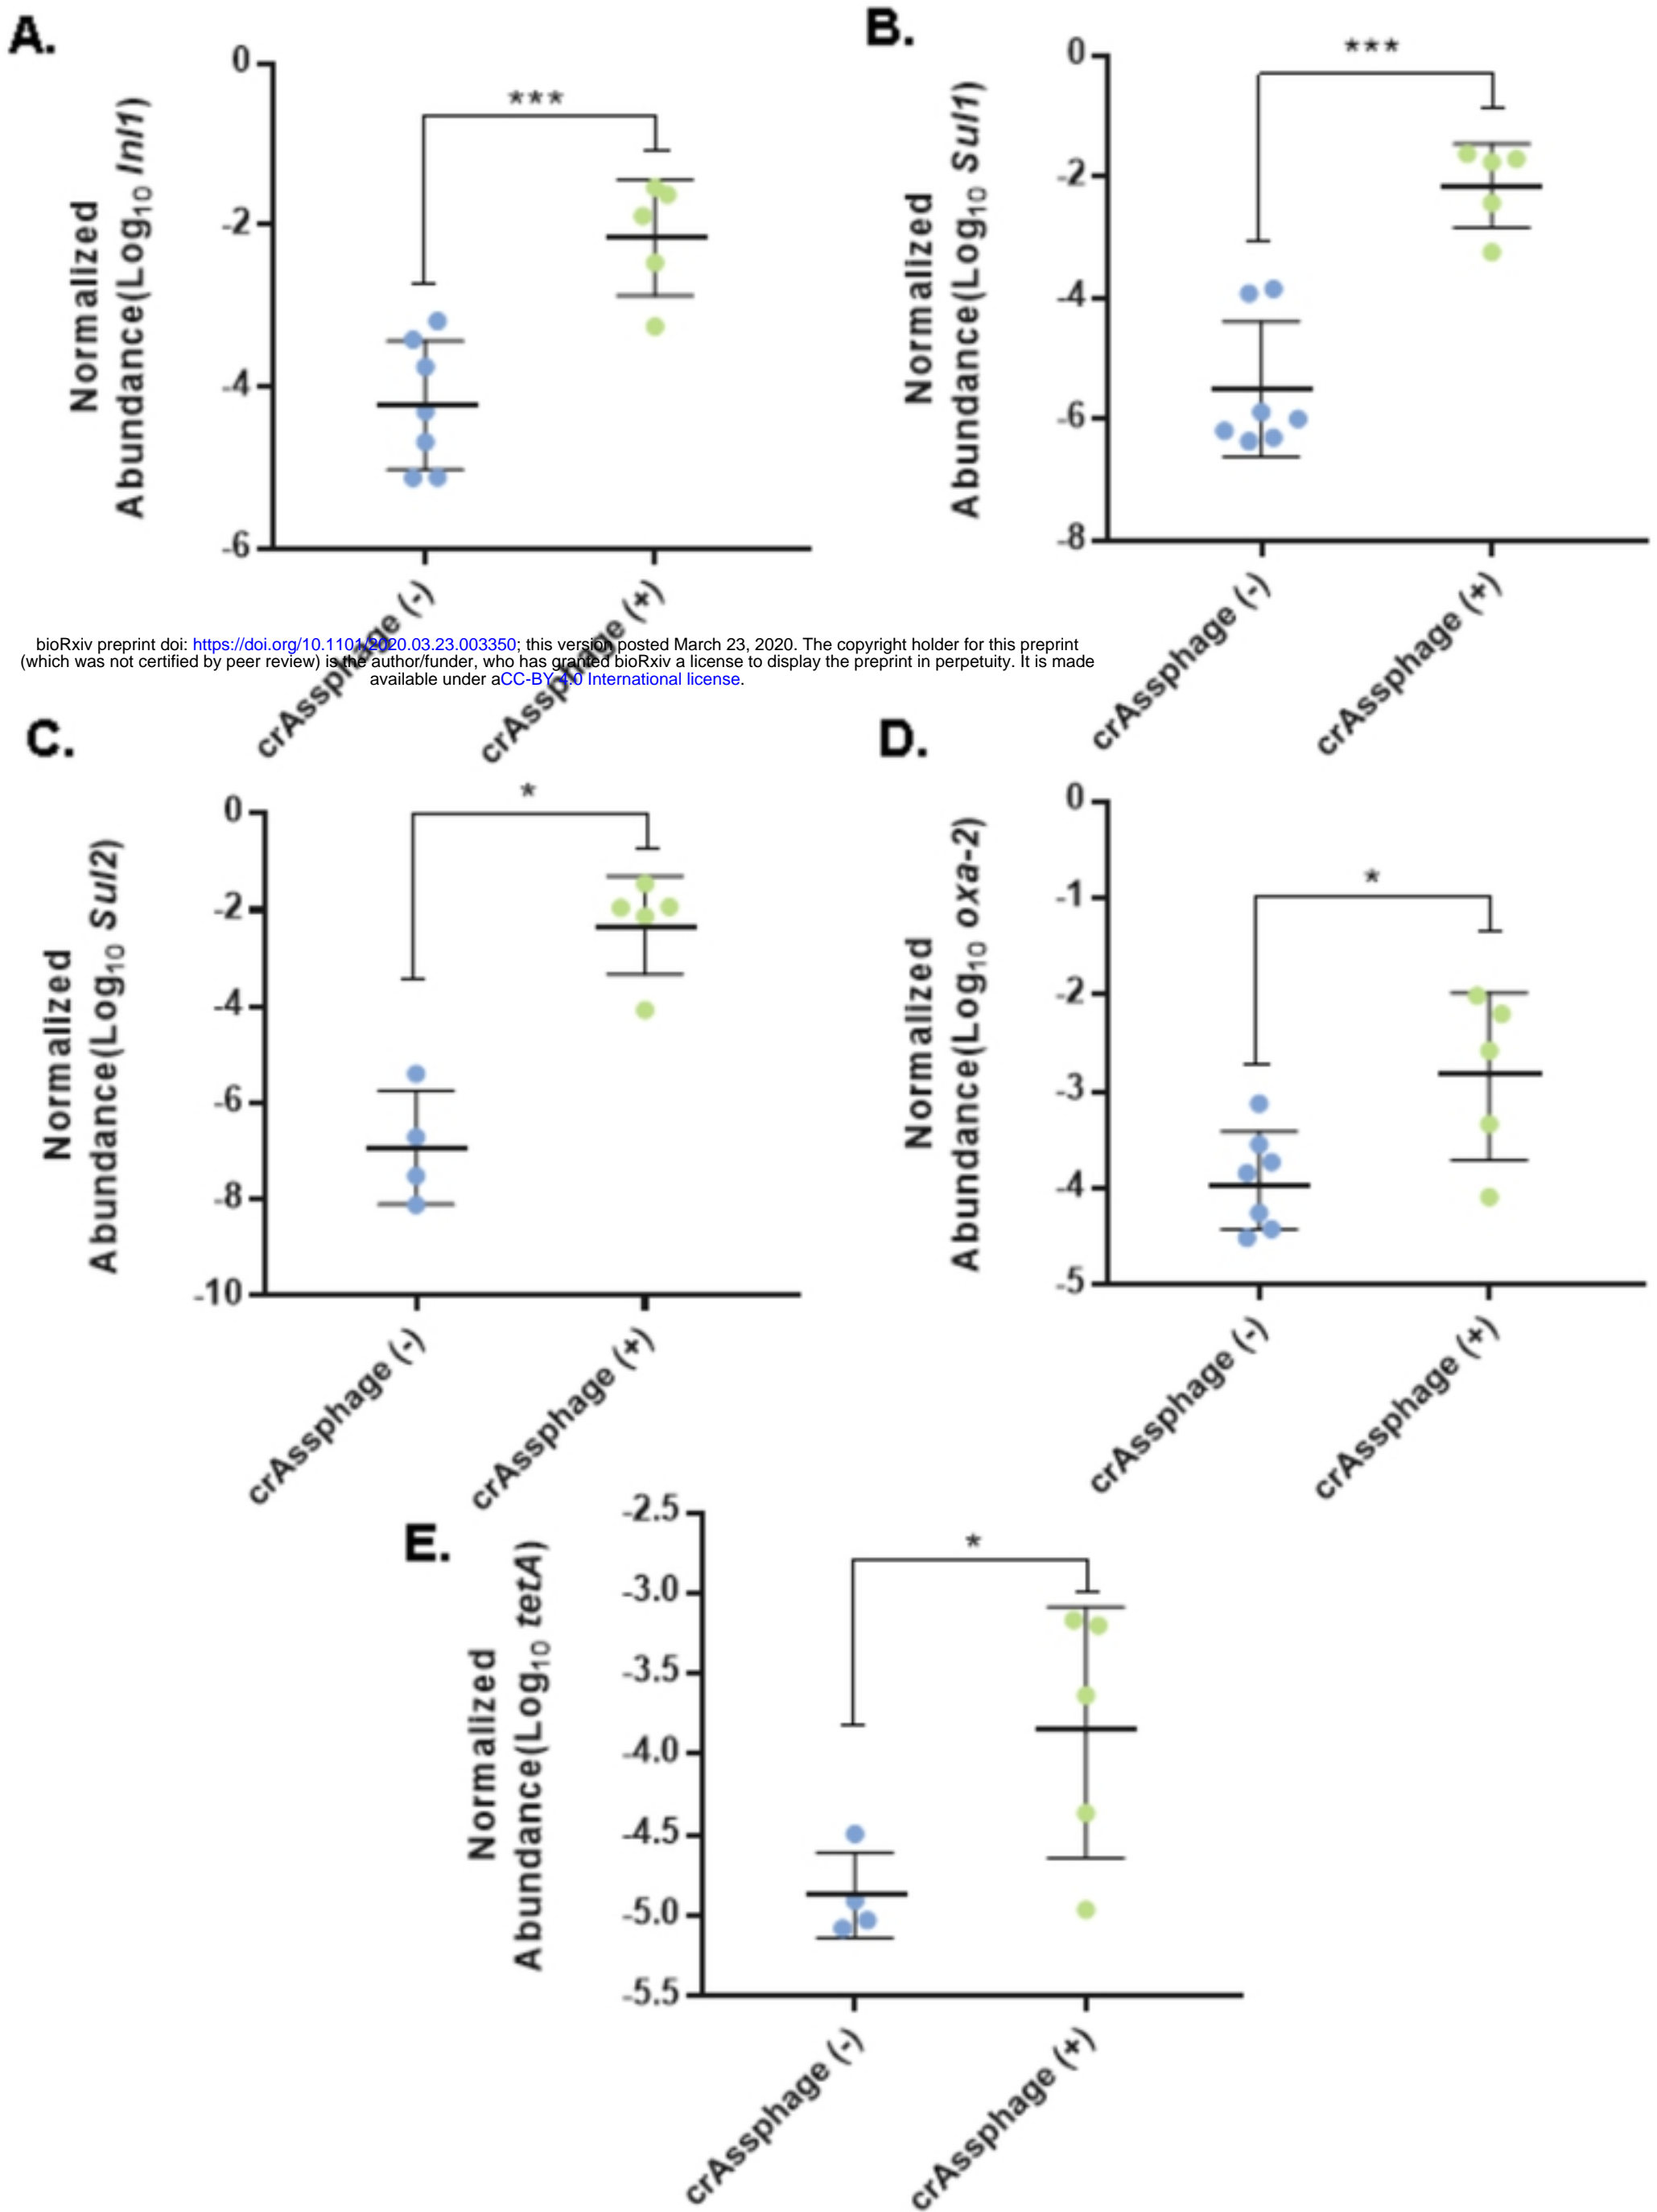 A.
Normalized
Abundance(Log10 InI1)
0
-2
-4
-6
***
crAssphage (-)
crAssphage (+)
B.
Normalized
Abundance(Log10 Sul1)
0
-2
-4
-6
-8
***
crAssphage (-)
crAssphage (+)
bioRxiv preprint doi: https://doi.org/10.1101/2020.03.23.003350; this version posted March 23, 2020. The copyright holder for this preprint
(which was not certified by peer review) is the author/funder, who has granted bioRxiv a license to display the preprint in perpetuity. It is made
available under aCC-BY 4.0 International license.
C.
Normalized
Abundance(Log10 Sul2)
0
-2
-4
-6
-8
-10
*
crAssphage (-)
crAssphage (+)
D.
Normalized
Abundance(Log10 oxa-2)
0
-1
-2
-3
-4
-5
*
crAssphage (-)
crAssphage (+)
E.
Normalized
Abundance(Log10 tetA)
-2.5
-3.0
-3.5
-4.0
-4.5
-5.0
-5.5
*
crAssphage (-)
crAssphage (+)